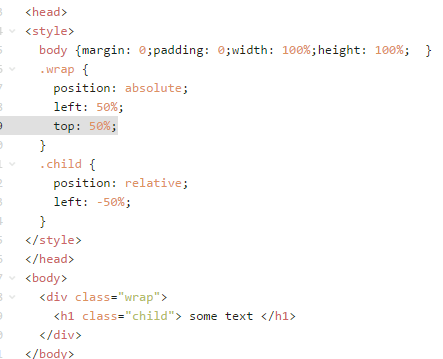 <head>
<style>
body {margin: 0;padding: 0;width: 100%;height: 100%;  }
.wrap {
position: absolute;
left: 50%;
top: 50%;
}
.child {
position: relative;
left: -50%;
}
</style>
</head>
<body>
<div class="wrap">
<h1 class="child"> some text </h1>
</div>
</body>